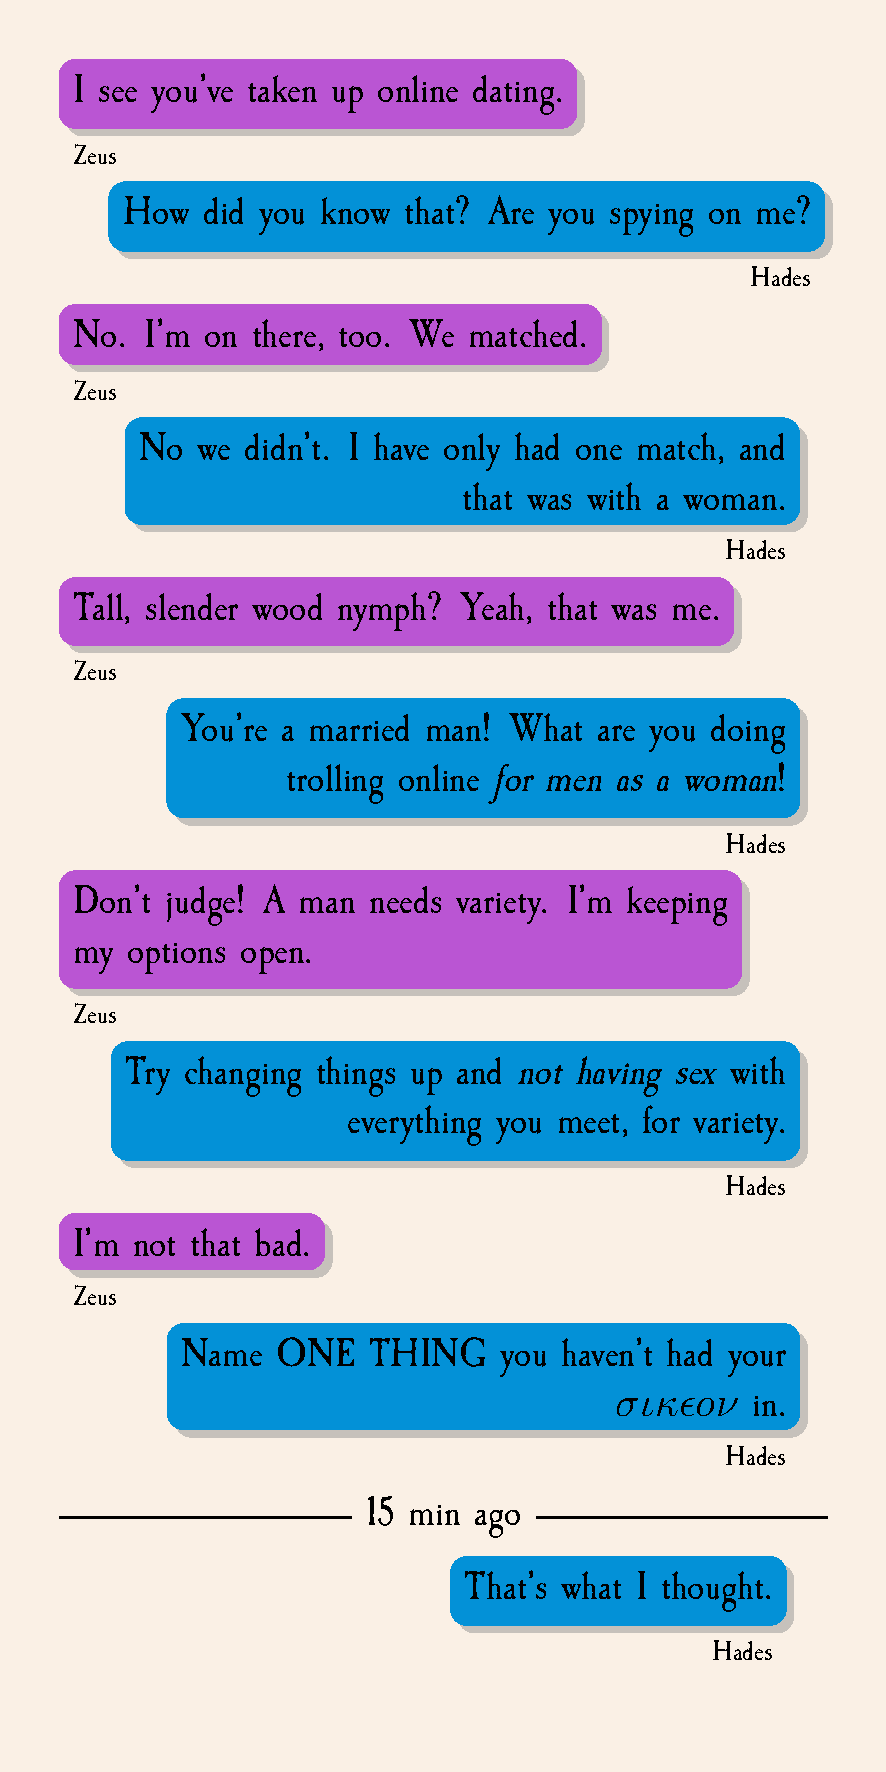 I see you've taken up online dating.
Zeus
How did you know that? Are you spying on me?
Hades
No. I'm on there, too. We matched.
Zeus
No we didn't. I have only had one match, and
that was with a woman.
Hades
Tall, slender wood nymph? Yeah, that was me.
Zeus
You're a married man! What are you doing
trolling online for men as a woman!
Hades
Don't judge! A man needs variety. I'm keeping
my options open.
Zeus
Try changing things up and not having sex with
everything you meet, for variety.
Hades
I'm not that bad.
Zeus
Name ONE THING you haven't had your
σικϵον in.
Hades
15 min ago
That's what I thought.
Hades